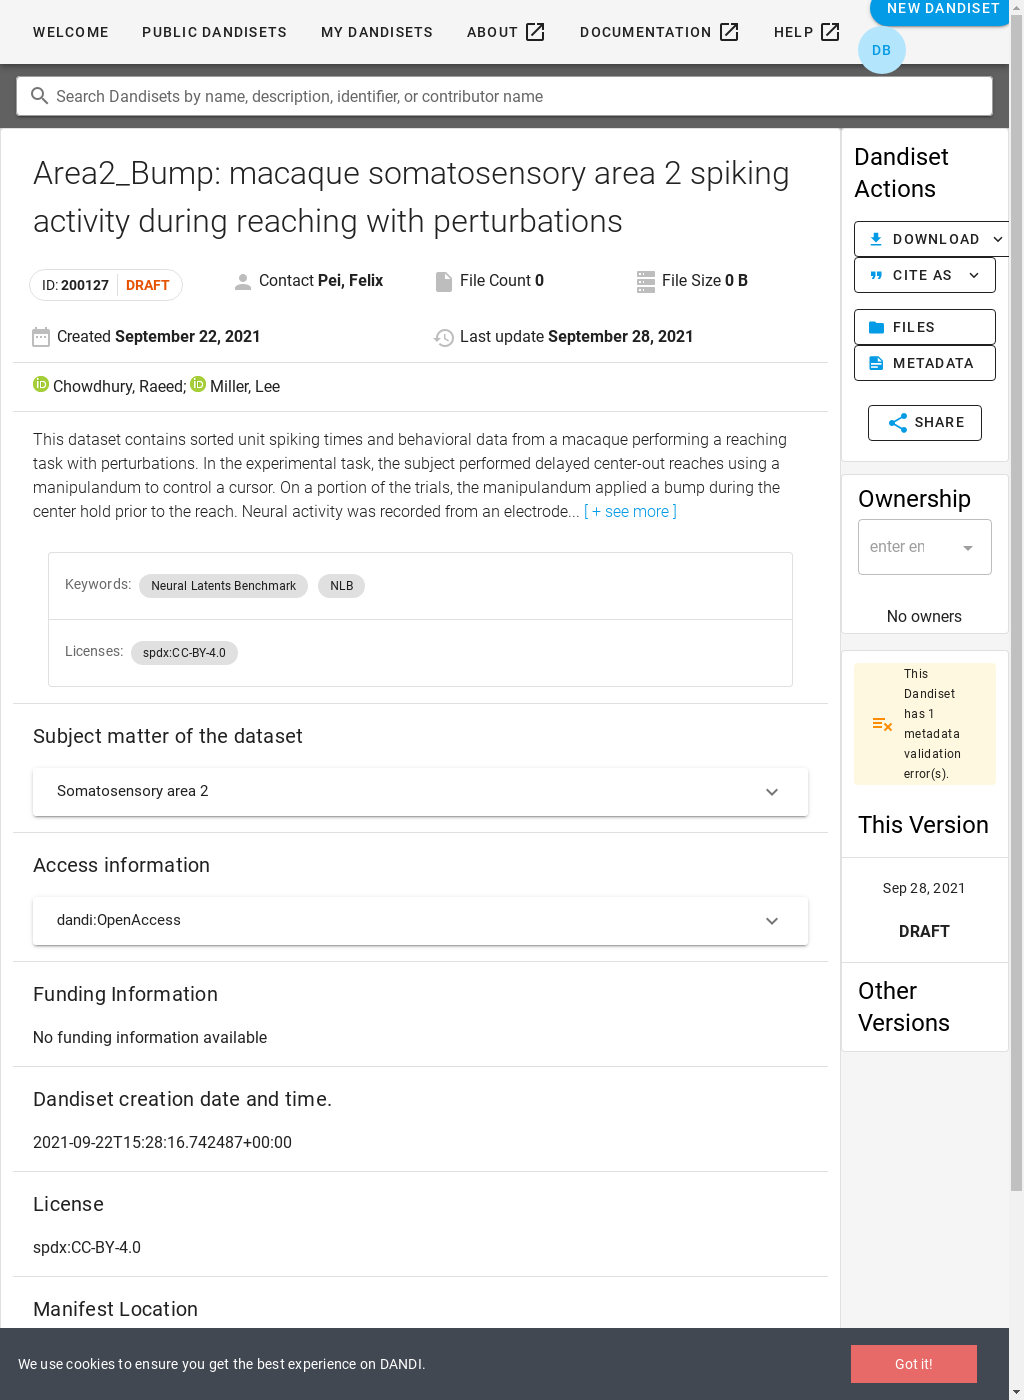 WELCOME PUBLIC DANDISETS MY DANDISETS ABOUT DOCUMENTATION HELP NEW DANDISET
DB
Search Dandisets by name, description, identifier, or contributor name
Area2_Bump: macaque somatosensory area 2 spiking
activity during reaching with perturbations
ID: 200127 DRAFT Contact Pei, Felix File Count 0 File Size 0 B
Created September 22, 2021 Last update September 28, 2021
Chowdhury, Raeed; Miller, Lee
This dataset contains sorted unit spiking times and behavioral data from a macaque performing a reaching
task with perturbations. In the experimental task, the subject performed delayed center-out reaches using a
manipulandum to control a cursor. On a portion of the trials, the manipulandum applied a bump during the
center hold prior to the reach. Neural activity was recorded from an electrode... [ + see more ]
Keywords: Neural Latents Benchmark NLB
Licenses: spdx:CC-BY-4.0
Subject matter of the dataset
Somatosensory area 2
Access information
dandi:OpenAccess
Funding Information
No funding information available
Dandiset creation date and time.
2021-09-22T15:28:16.742487+00:00
License
spdx:CC-BY-4.0
Manifest Location
Dandiset
Actions
DOWNLOAD
CITE AS
FILES
METADATA
SHARE
Ownership
enter en
No owners
This
Dandiset
has 1
metadata
validation
error(s).
This Version
Sep 28, 2021
DRAFT
Other
Versions
We use cookies to ensure you get the best experience on DANDI.
Got it!